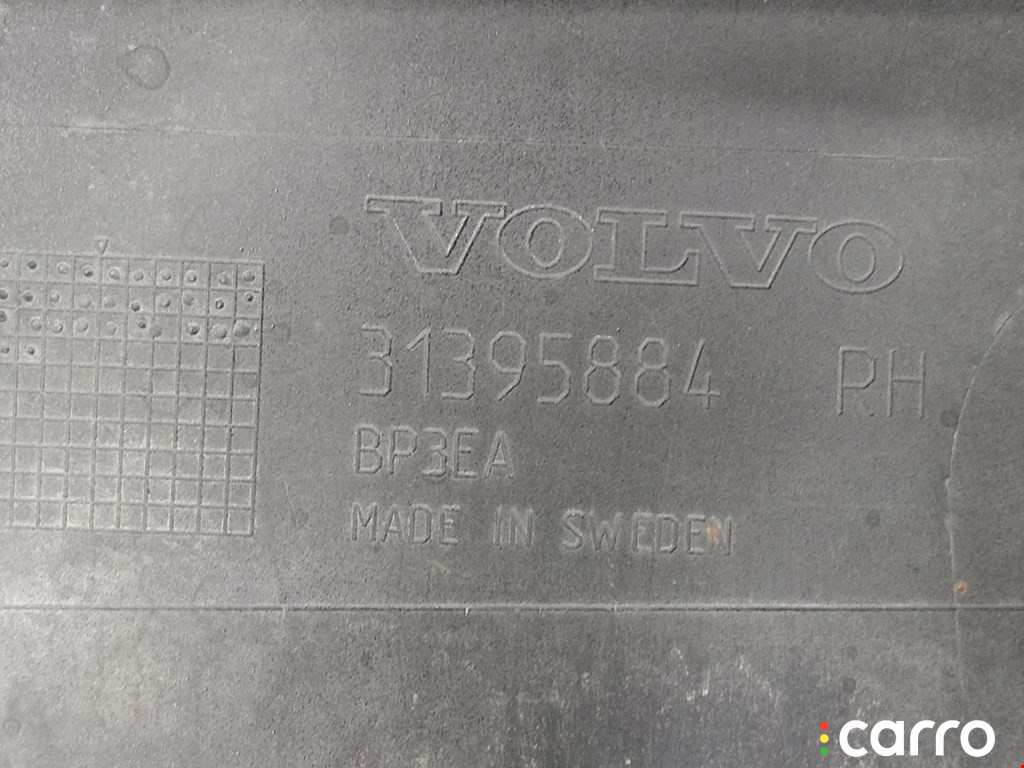 VOLVO
31395884 RH
BP3EA
MADE IN SWEDEN
carro